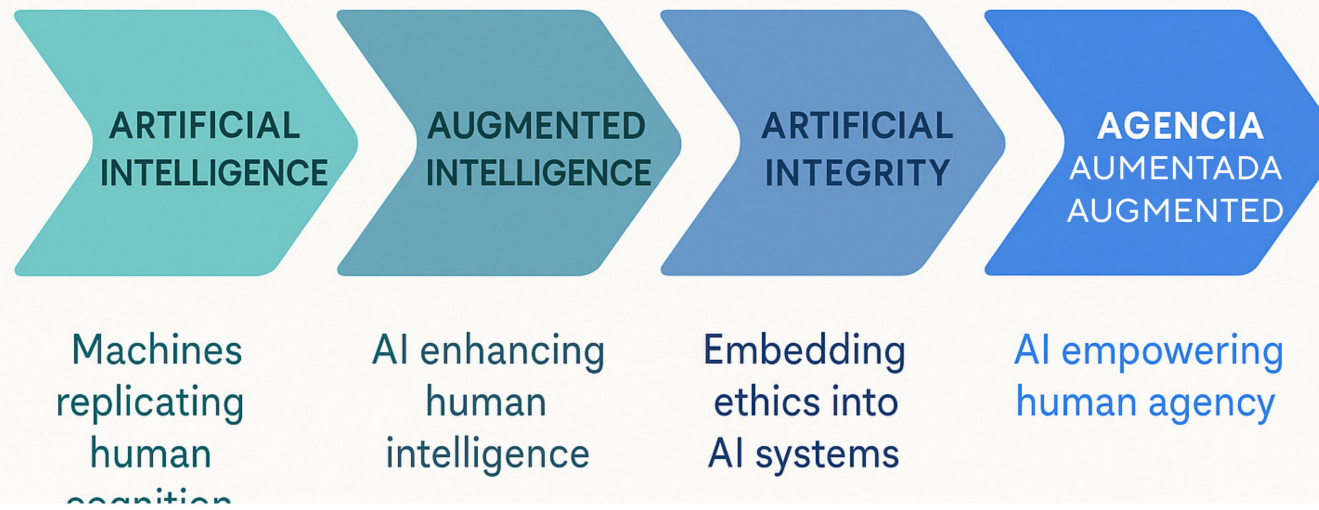 ARTIFICIAL
INTELLIGENCE
AUGMENTED
INTELLIGENCE
ARTIFICIAL
INTEGRITY
AGENCIA
AUMENTADA
AUGMENTED
Machines
replicating
human
cognition
AI enhancing
human
intelligence
Embedding
ethics into
AI systems
AI empowering
human agency